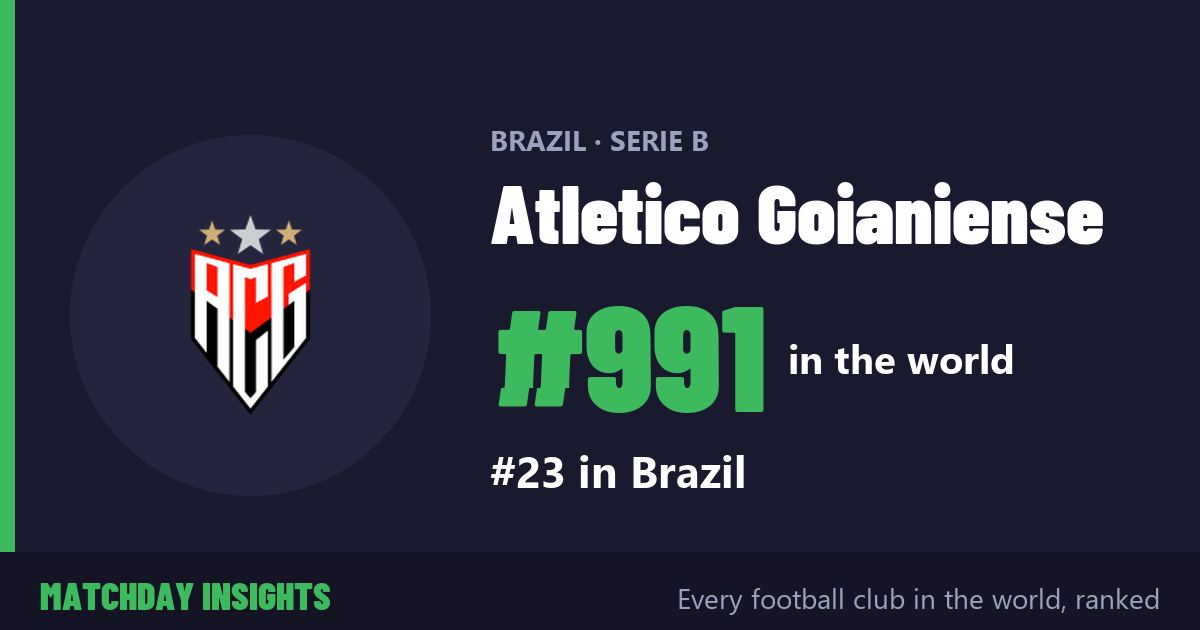 BRAZIL · SERIE B
Atletico Goianiense
ACG
#991 in the world
#23 in Brazil
MATCHDAY INSIGHTS
Every football club in the world, ranked